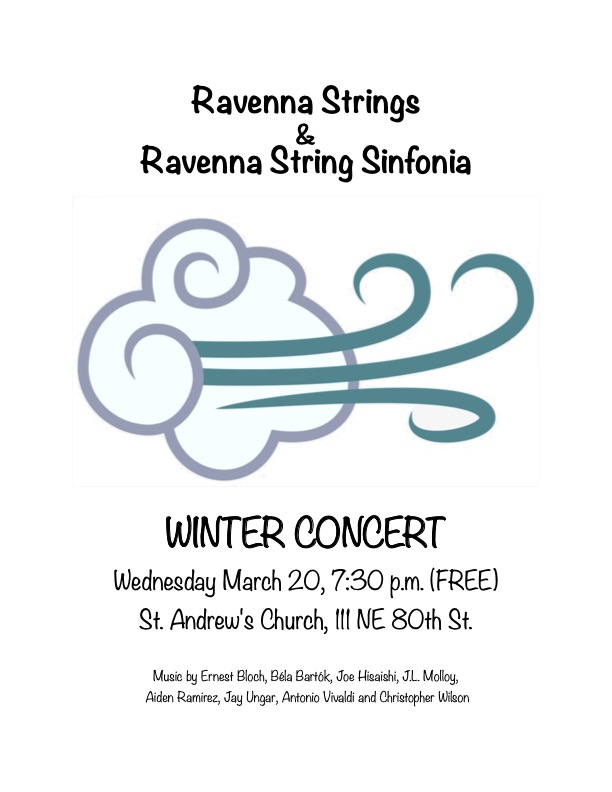 Ravenna Strings
&
Ravenna String Sinfonia
WINTER CONCERT
Wednesday March 20, 7:30 p.m. (FREE)
St. Andrew's Church, 111 NE 80th St.
Music by Ernest Bloch, Béla Bartók, Joe Hisaishi, J.L. Molloy,
Aiden Ramirez, Jay Ungar, Antonio Vivaldi and Christopher Wilson